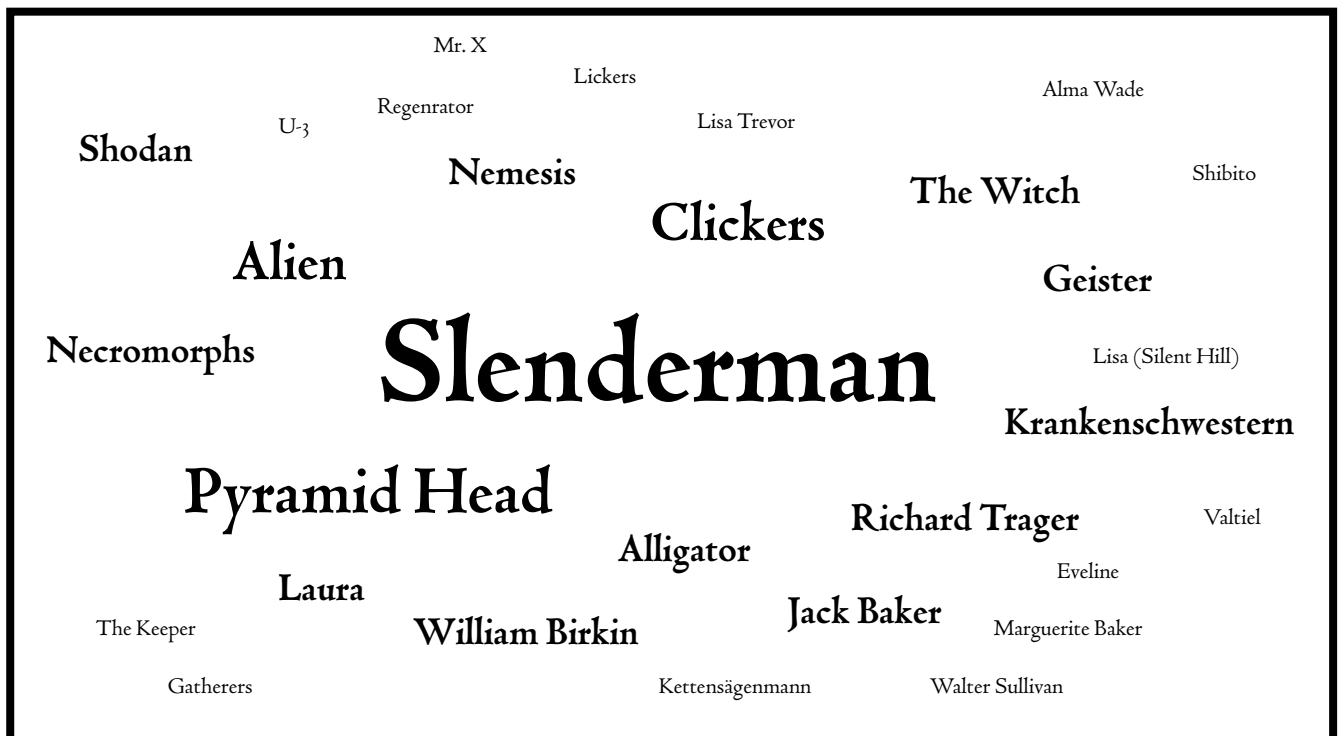 Mr. X
Lickers
Alma Wade
Regenrator
Lisa Trevor
U-3
Shodan
Nemesis
Shibito
The Witch
Clickers
Alien
Geister
Necromorphs
Slenderman
Lisa (Silent Hill)
Krankenschwestern
Pyramid Head
Richard Trager
Valtiel
Alligator
Eveline
Laura
Jack Baker
The Keeper
William Birkin
Marguerite Baker
Gatherers
Kettensägenmann
Walter Sullivan